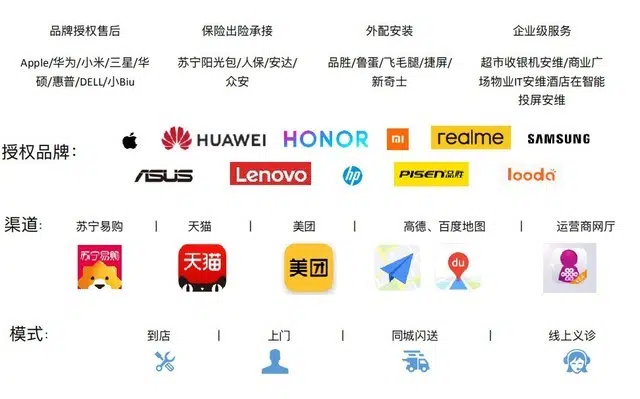 品牌授权售后
保险出险承接
外配安装
企业级服务
Apple/华为/小米/三星/华
硕/惠普/DELL/小Biu
苏宁阳光包/人保/安达/
众安
品胜/鲁蛋/飞毛腿/捷屏/
新奇士
超市收银机安维/商业广
场物业IT安维酒店在智能
投屏安维
授权品牌:
HUAWEI
HONOR
mi
realme
SAMSUNG
ASUS
Lenovo
hp
PISEN品胜
looda
渠道:
苏宁易购 | 天猫 | 美团 | 高德、百度地图 | 运营商网厅
苏宁易购
天猫
美团
du
模式:
到店 | 上门 | 同城闪送 | 线上义诊